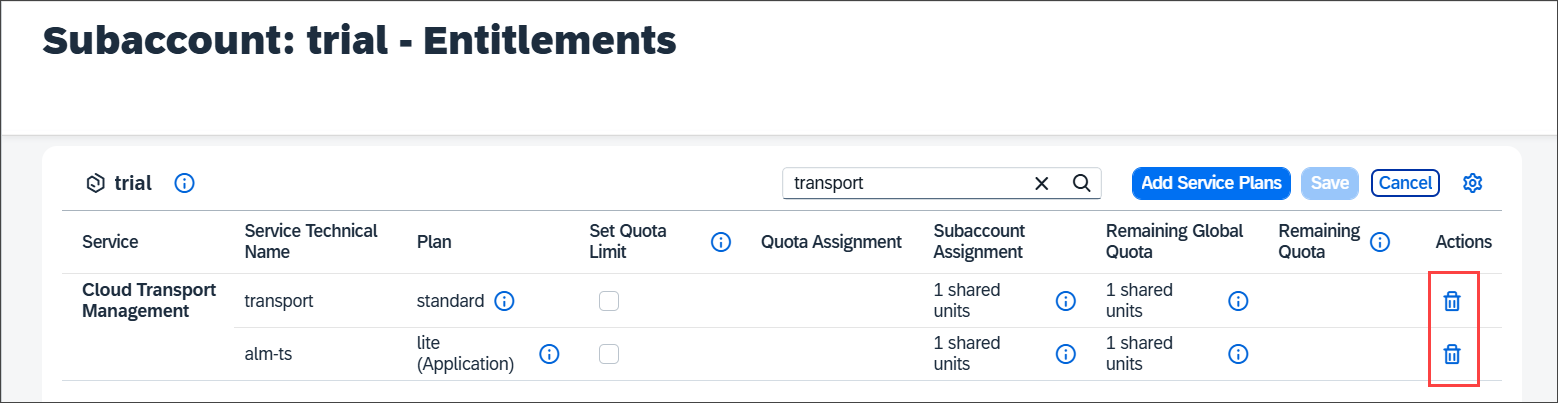 Subaccount: trial - Entitlements
trial
transport
Add Service Plans
Save
Cancel
Service
Service Technical
Name
Plan
Set Quota
Limit
Quota Assignment
Subaccount
Assignment
Remaining Global
Quota
Remaining
Quota
Actions
Cloud Transport
Management
transport
standard
1 shared
units
1 shared
units
alm-ts
lite
(Application)
1 shared
units
1 shared
units